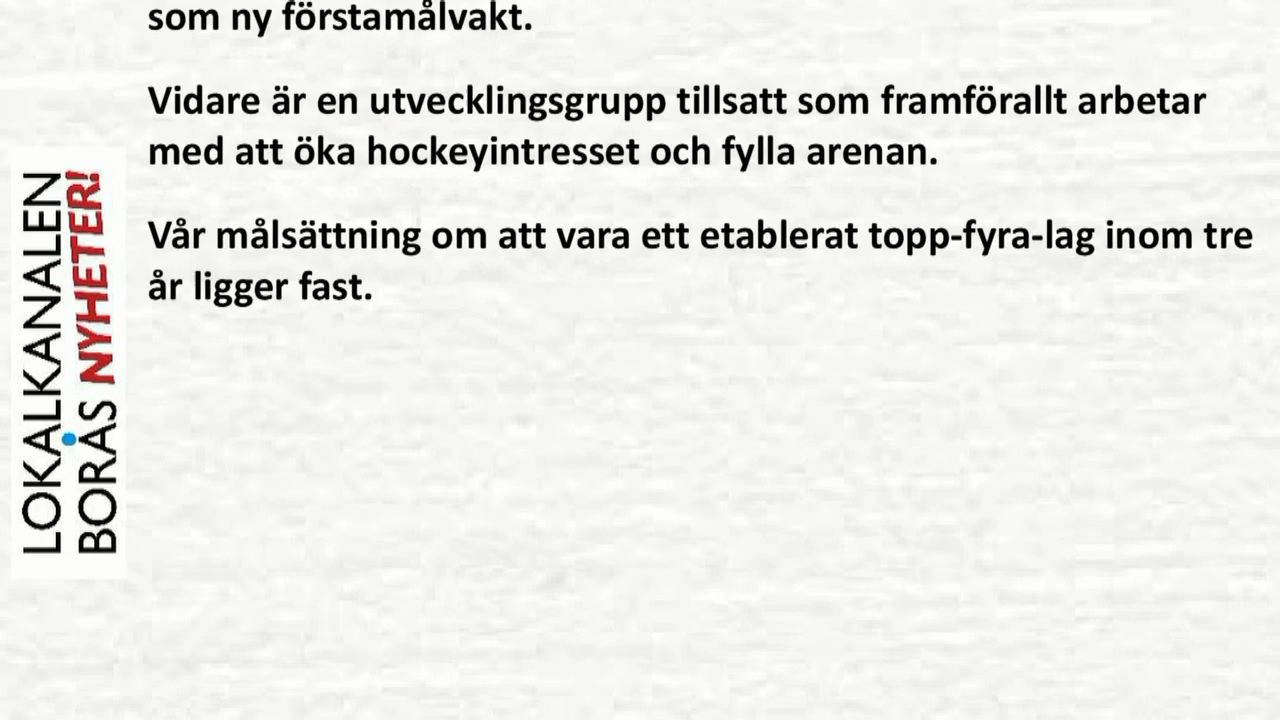 som ny förstamålvakt.
Vidare är en utvecklingsgrupp tillsatt som framförallt arbetar
med att öka hockeyintresset och fylla arenan.
Vår målsättning om att vara ett etablerat topp-fyra-lag inom tre
år ligger fast.
LOKALKANALEN
BORÅS NYHETER!